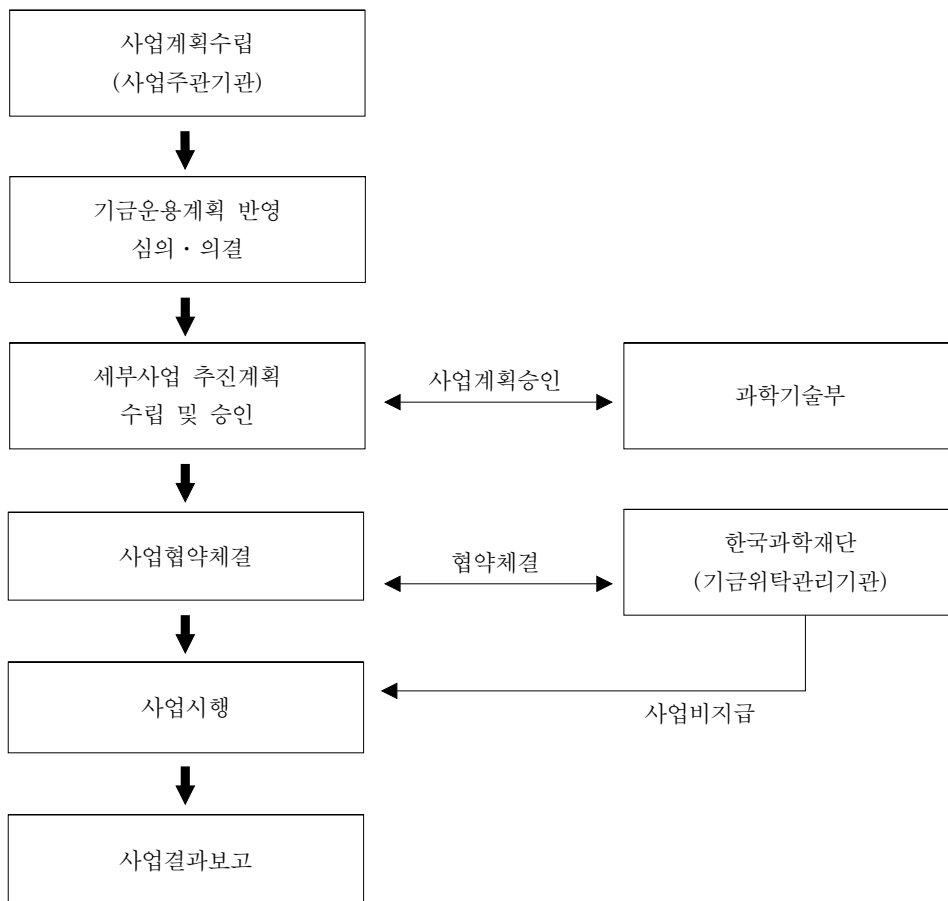 사업계획수립
(사업주관기관)
기금운용계획 반영
심의·의결
세부사업 추진계획
수립 및 승인
사업계획승인
과학기술부
사업협약체결
협약체결
한국과학재단
(기금위탁관리기관)
사업시행
사업비지급
사업결과보고